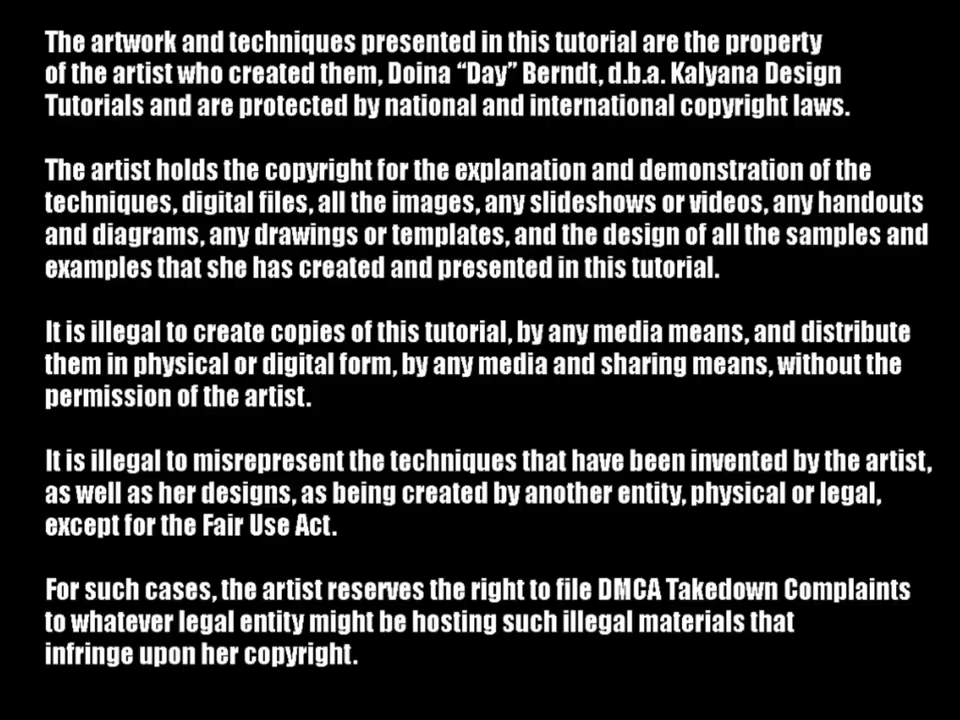 The artwork and techniques presented in this tutorial are the property
of the artist who created them, Doina “Day” Berndt, d.b.a. Kalyana Design
Tutorials and are protected by national and international copyright laws.
The artist holds the copyright for the explanation and demonstration of the
techniques, digital files, all the images, any slideshows or videos, any handouts
and diagrams, any drawings or templates, and the design of all the samples and
examples that she has created and presented in this tutorial.
It is illegal to create copies of this tutorial, by any media means, and distribute
them in physical or digital form, by any media and sharing means, without the
permission of the artist.
It is illegal to misrepresent the techniques that have been invented by the artist,
as well as her designs, as being created by another entity, physical or legal,
except for the Fair Use Act.
For such cases, the artist reserves the right to file DMCA Takedown Complaints
to whatever legal entity might be hosting such illegal materials that
infringe upon her copyright.